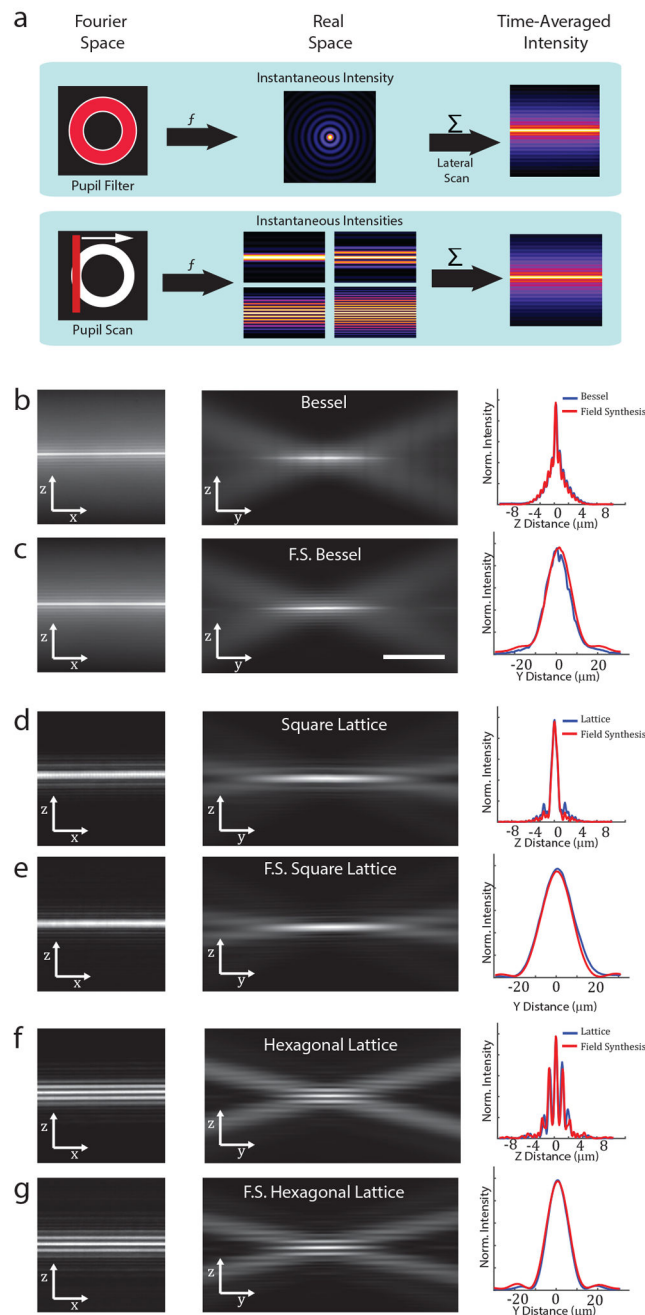 a
Fourier Space
Real Space
Time-Averaged Intensity
Instantaneous Intensity
f
Σ
Lateral Scan
Pupil Filter
Instantaneous Intensities
f
Σ
Pupil Scan
b
z
x
Bessel
z
y
Norm. Intensity
Bessel
Field Synthesis
-8 -4 0 4 8
Z Distance (μm)
c
z
x
F.S. Bessel
z
y
Norm. Intensity
-20 0 20
Y Distance (μm)
d
z
x
Square Lattice
z
y
Norm. Intensity
Lattice
Field Synthesis
-8 -4 0 4 8
Z Distance (μm)
e
z
x
F.S. Square Lattice
z
y
Norm. Intensity
-20 0 20
Y Distance (μm)
f
z
x
Hexagonal Lattice
z
y
Norm. Intensity
Lattice
Field Synthesis
-8 -4 0 4 8
Z Distance (μm)
g
z
x
F.S. Hexagonal Lattice
z
y
Norm. Intensity
-20 0 20
Y Distance (μm)